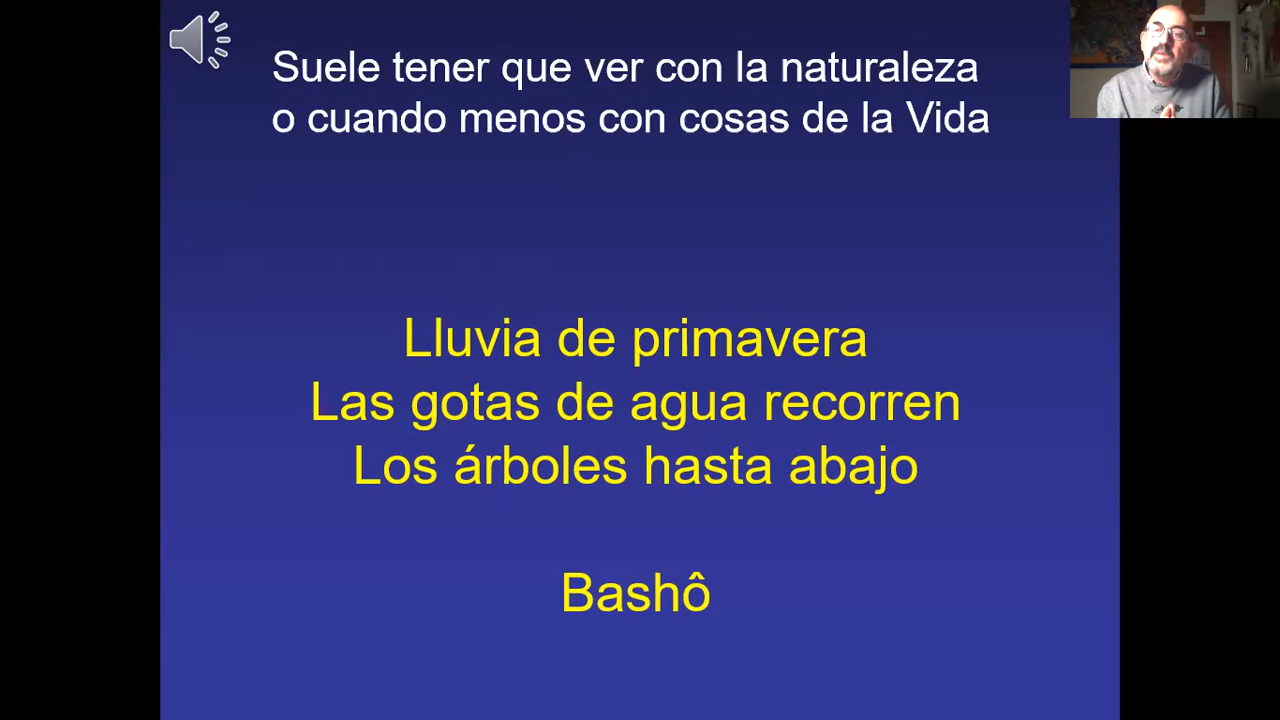 Suele tener que ver con la naturaleza
o cuando menos con cosas de la Vida
Lluvia de primavera
Las gotas de agua recorren
Los árboles hasta abajo
Bashô